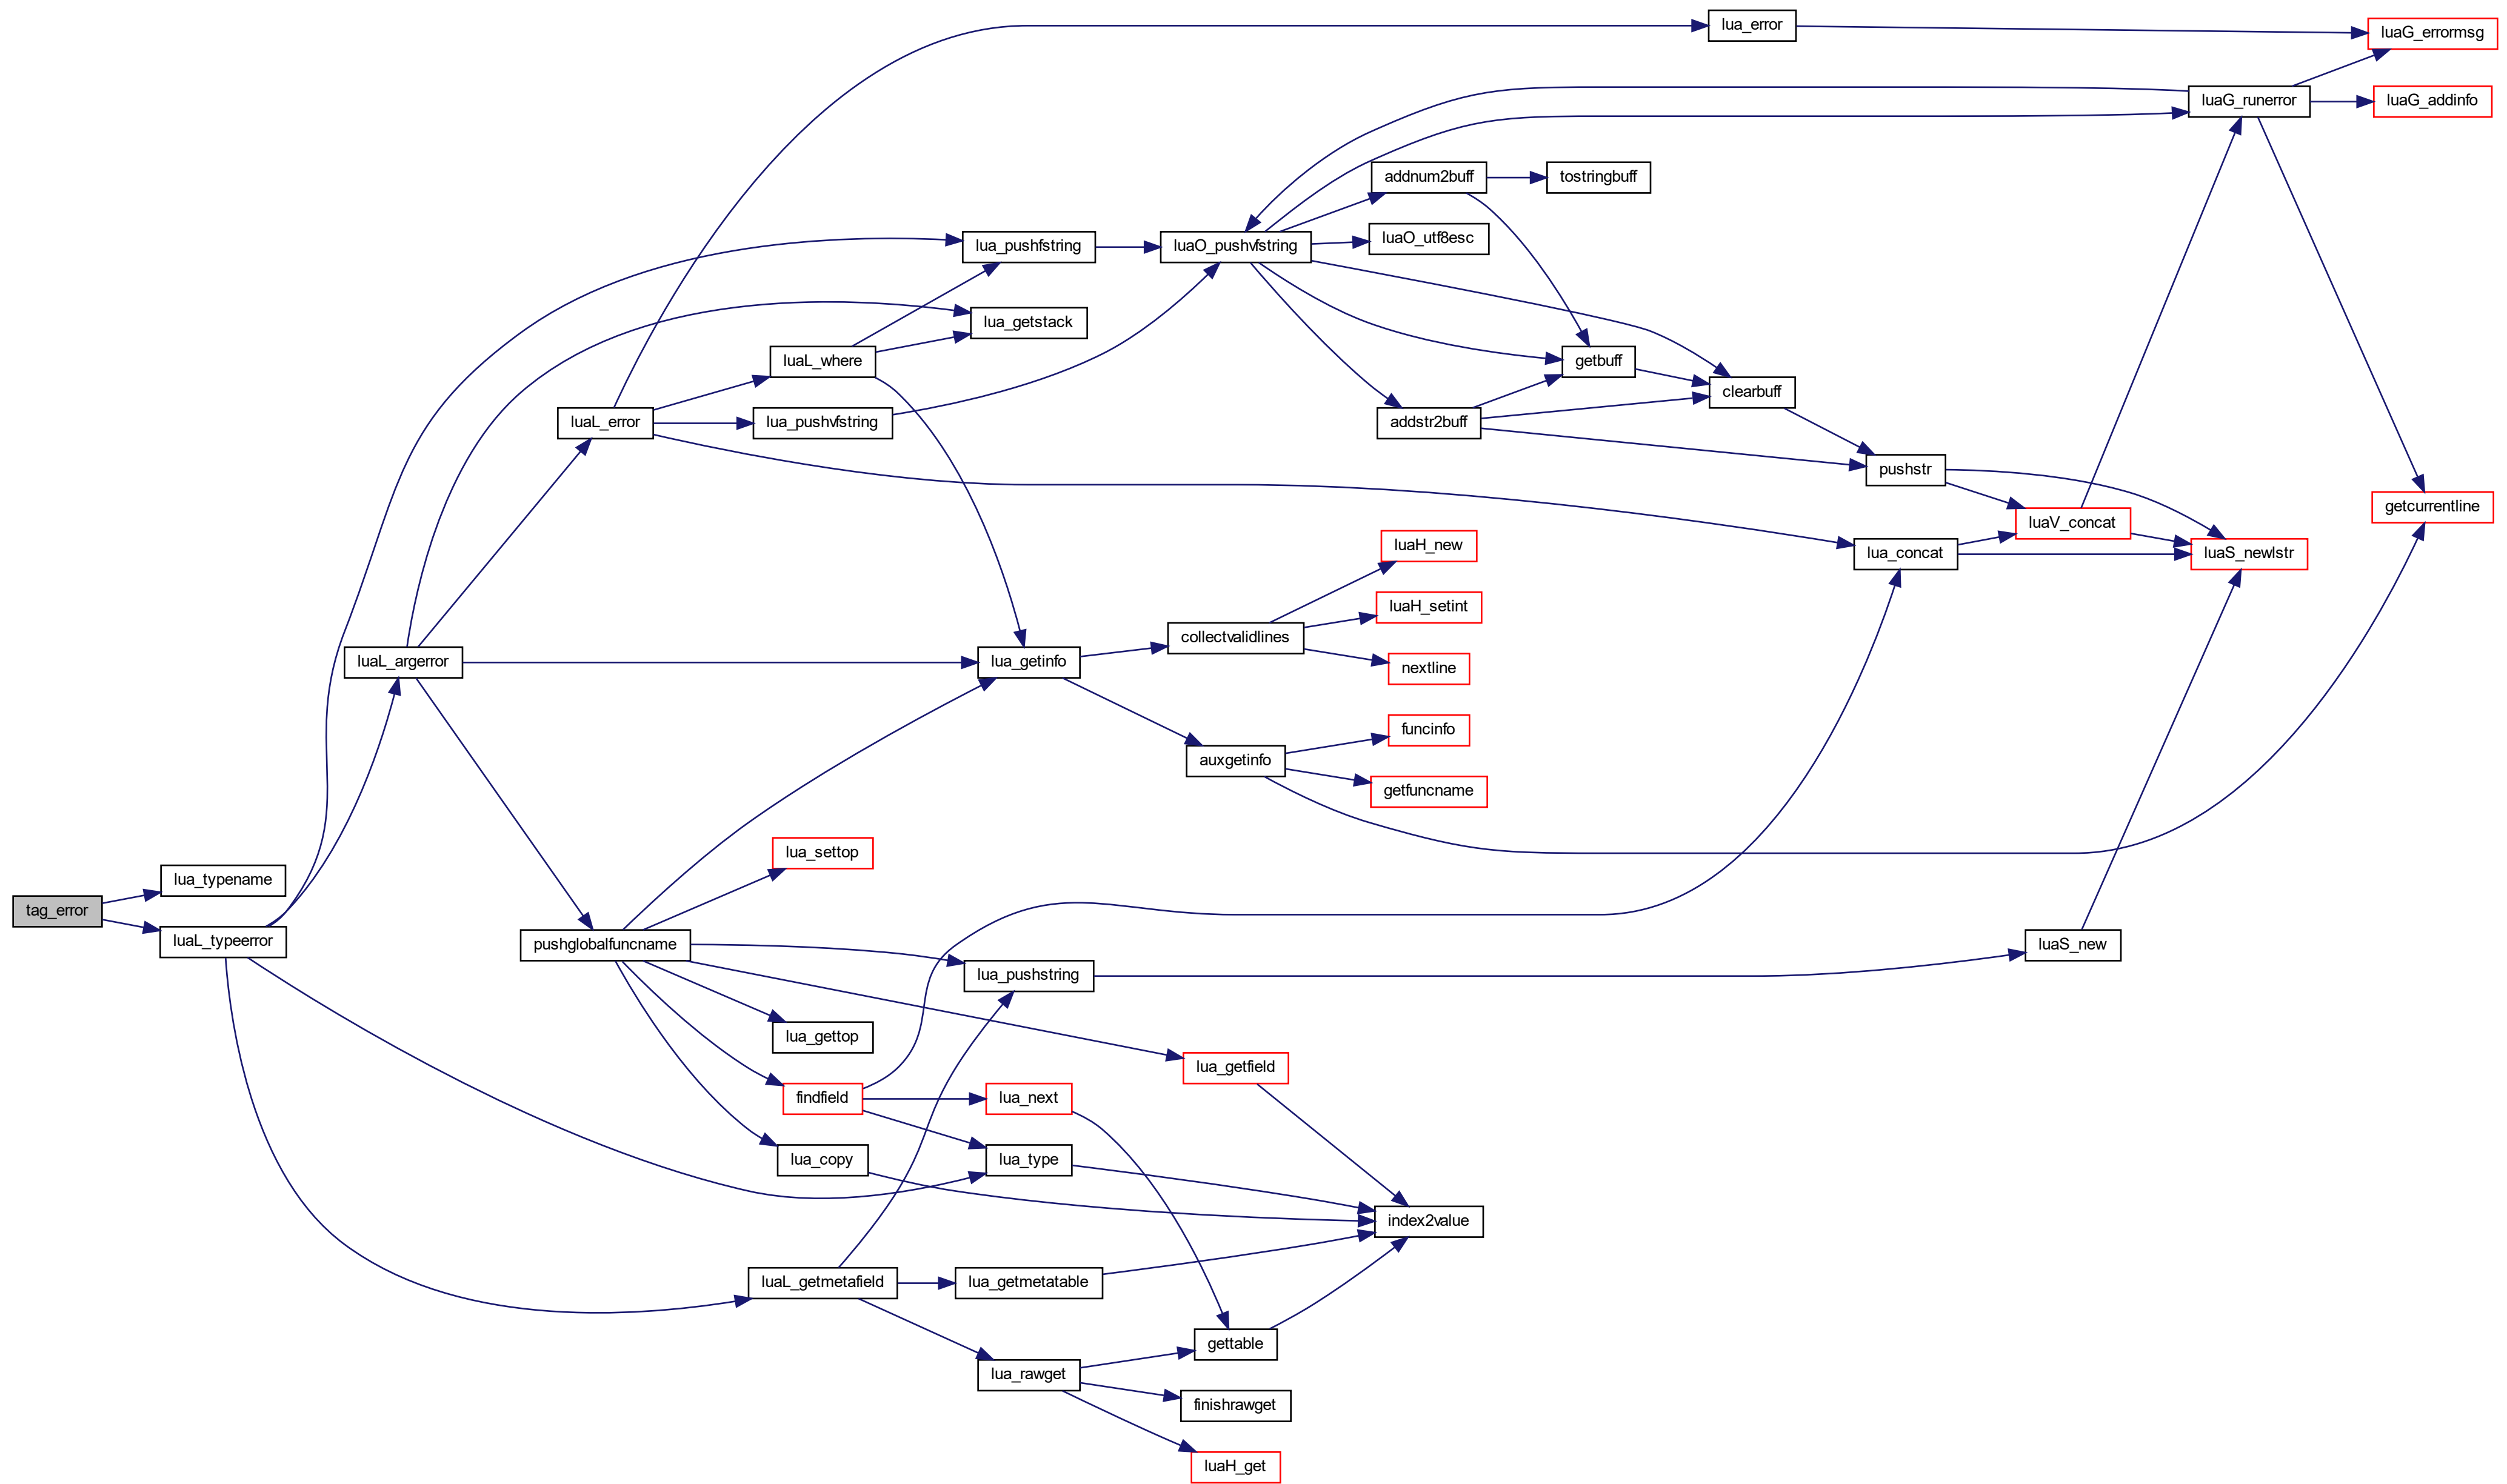 lua_error
luaG_errormsg
luaG_runerror
luaG_addinfo
addnum2buff
tostringbuff
lua_pushfstring
luaO_pushvfstring
luaO_utf8esc
lua_getstack
luaL_where
getbuff
clearbuff
luaL_error
lua_pushvfstring
addstr2buff
pushstr
getcurrentline
luaV_concat
luaH_new
lua_concat
luaS_newlstr
luaH_setint
collectvalidlines
luaL_argerror
lua_getinfo
nextline
funcinfo
auxgetinfo
getfuncname
lua_settop
lua_typename
tag_error
luaL_typeerror
pushglobalfuncname
luaS_new
lua_pushstring
lua_gettop
lua_getfield
findfield
lua_next
lua_copy
lua_type
index2value
luaL_getmetafield
lua_getmetatable
gettable
lua_rawget
finishrawget
luaH_get